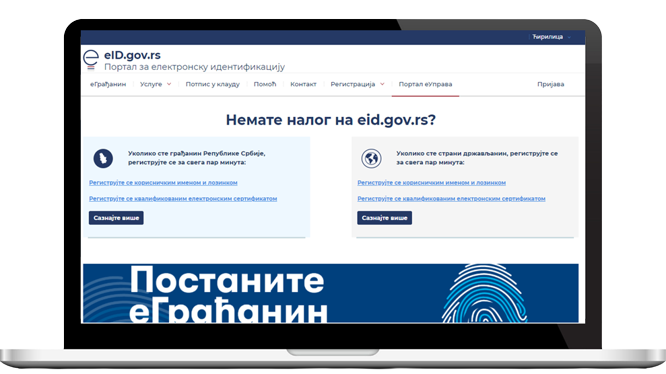 Ћирилица
eID.gov.rs
Портал за електронску идентификацију
еГрађанин Услуге Потпис у клауду Помоћ Контакт Регистрација Портал еУправа Пријава
Немате налог на eid.gov.rs?
Уколико сте грађанин Републике Србије,
региструјте се за свега пар минута:
Региструјте се корисничким именом и лозинком
Региструјте се квалификованим електронским сертификатом
Сазнајте више
Уколико сте страни држављанин, региструјте се
за свега пар минута:
Региструјте се корисничким именом и лозинком
Региструјте се квалификованим електронским сертификатом
Сазнајте више
Постаните
еГрађанин